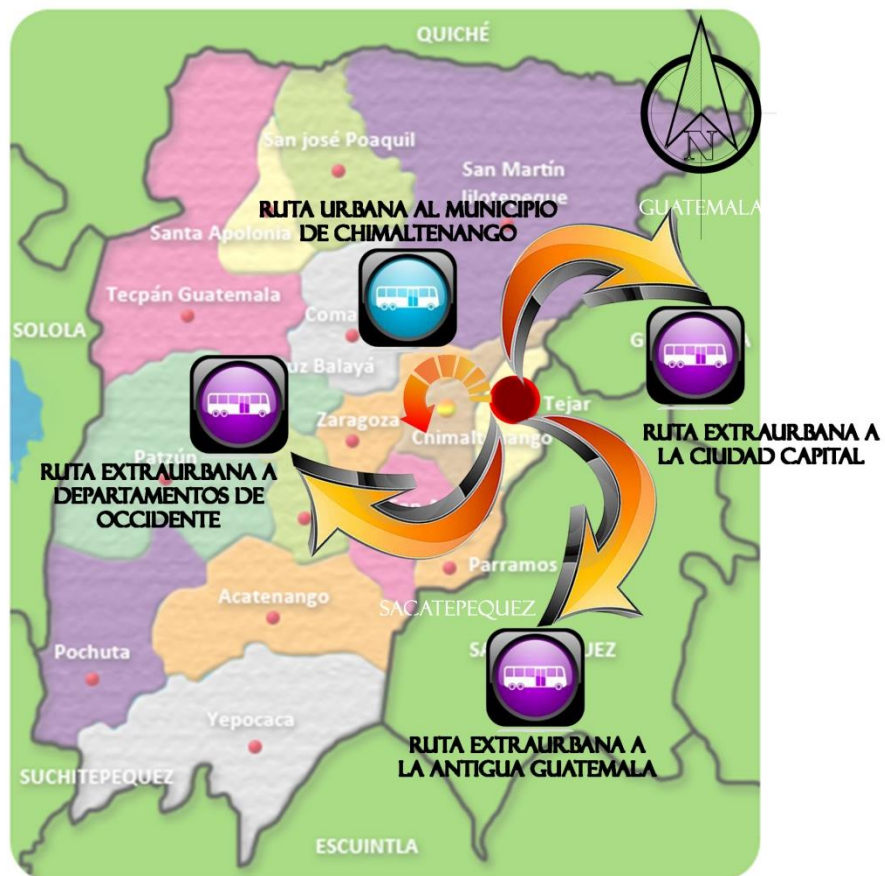 QUICHÉ
San josé Poaquil
San Martín
Jilotepeque
RUTA URBANA AL MUNICIPIO
DE CHIMALTENANGO
GUATEMALA
Santa Apolonia
Tecpán Guatemala
SOLOLA
N
Zaragoza
Chimaltenango
Tejar
RUTA EXTRAURBANA A
LA CIUDAD CAPITAL
Patzún
RUTA EXTRAURBANA A
DEPARTAMENTOS DE
OCCIDENTE
Parramos
Acatenango
SACATEPEQUEZ
Pochuta
Yepocaca
RUTA EXTRAURBANA A
LA ANTIGUA GUATEMALA
SUCHITEPEQUEZ
ESCUINTLA